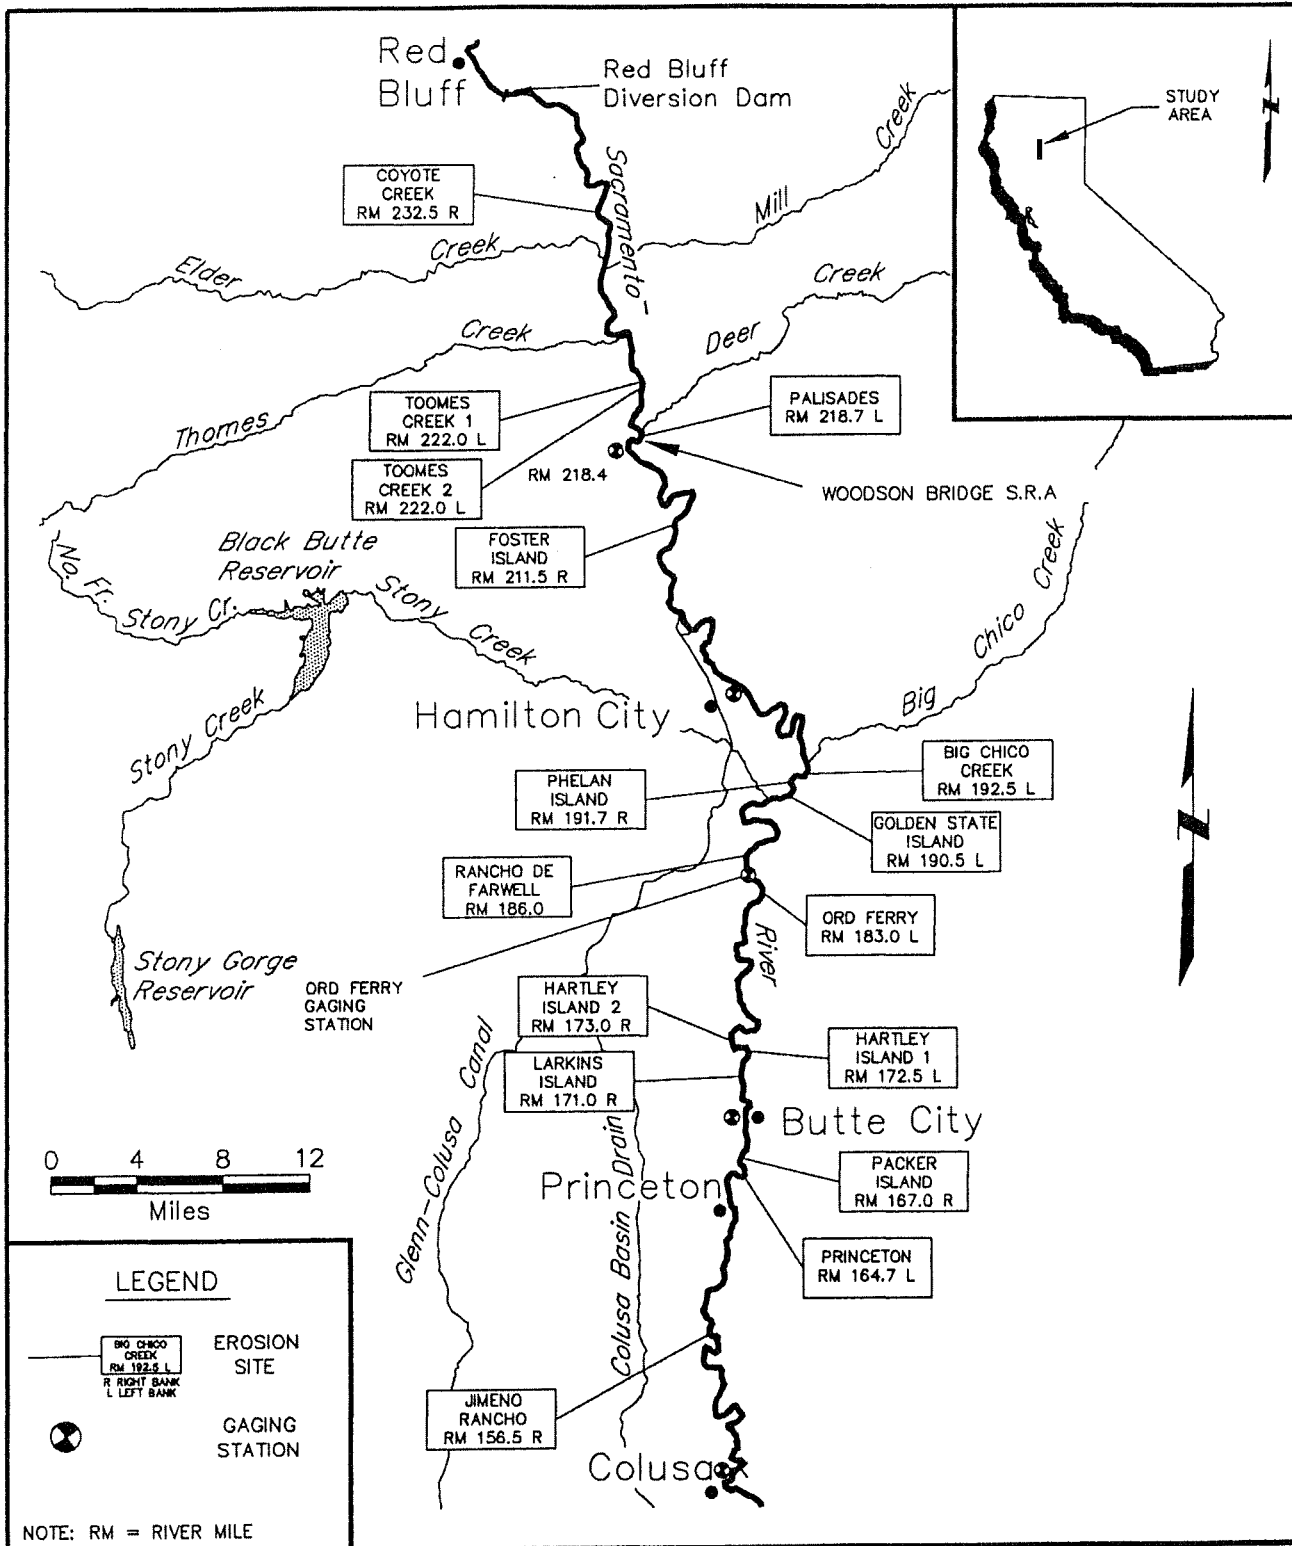 Red
Bluff
Red Bluff
Diversion Dam
STUDY
AREA
N
COYOTE
CREEK
RM 232.5 R
Sacramento
Mill
Creek
Elder
Creek
Creek
Deer
Creek
Thomes
TOOMES
CREEK 1
RM 222.0 L
PALISADES
RM 218.7 L
TOOMES
CREEK 2
RM 222.0 L
RM 218.4
WOODSON BRIDGE S.R.A
FOSTER
ISLAND
RM 211.5 R
Black Butte
Reservoir
No. Fr.
Stony Cr.
Stony
Creek
Big
Chico
Creek
Stony Creek
Hamilton City
N
BIG CHICO
CREEK
RM 192.5 L
PHELAN
ISLAND
RM 191.7 R
GOLDEN STATE
ISLAND
RM 190.5 L
RANCHO DE
FARWELL
RM 186.0
ORD FERRY
RM 183.0 L
River
Stony Gorge
Reservoir
ORD FERRY
GAGING
STATION
HARTLEY
ISLAND 2
RM 173.0 R
HARTLEY
ISLAND 1
RM 172.5 L
LARKINS
ISLAND
RM 171.0 R
Glenn-Colusa
Canal
Butte City
Colusa Basin Drain
PACKER
ISLAND
RM 167.0 R
Princeton
PRINCETON
RM 164.7 L
0 4 8 12
Miles
JIMENO
RANCHO
RM 156.5 R
Colusa
LEGEND
BIG CHICO
CREEK
RM 192.5 L
R RIGHT BANK
L LEFT BANK
EROSION
SITE
GAGING
STATION
NOTE: RM = RIVER MILE